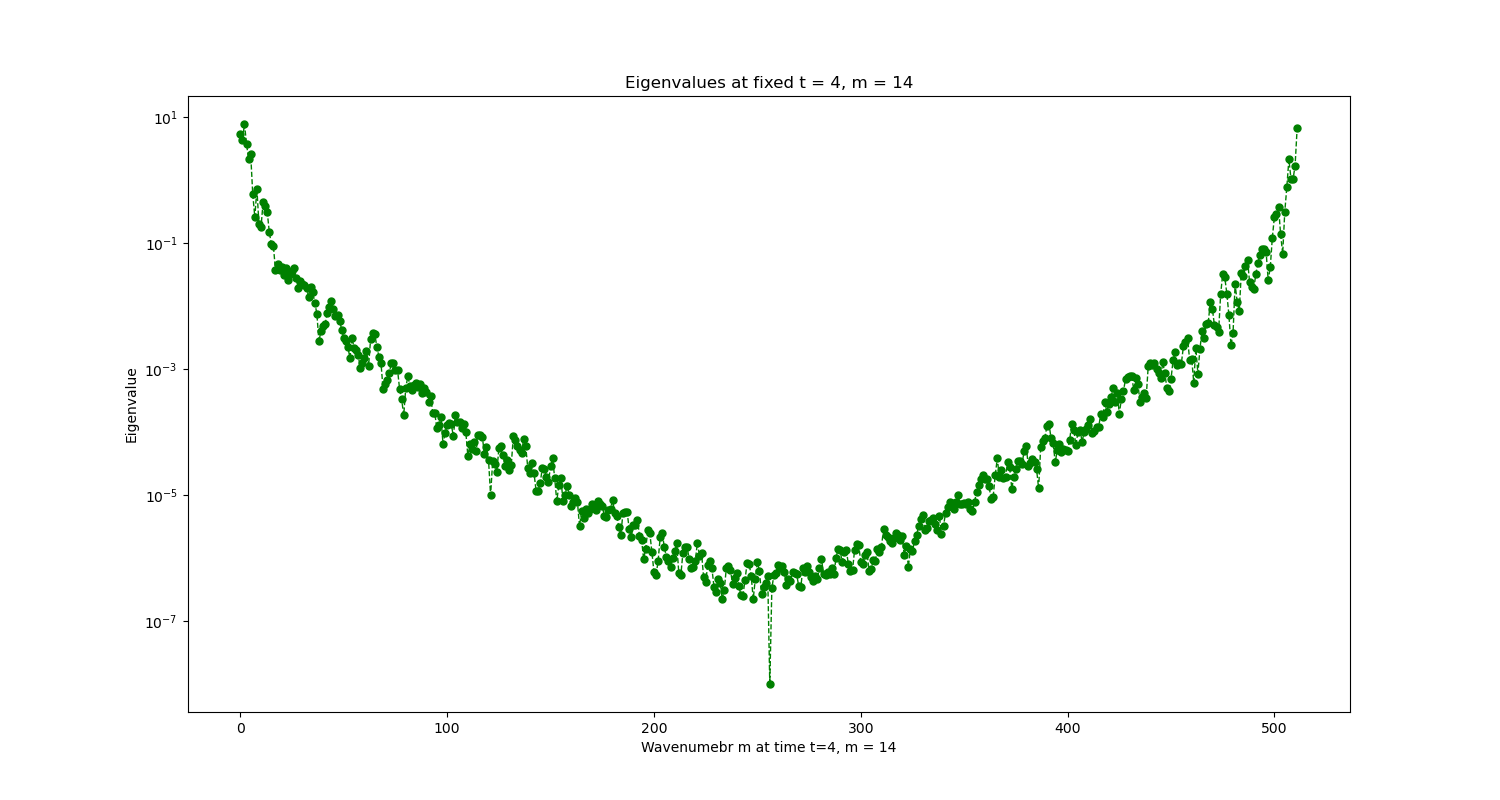 Eigenvalues at fixed t = 4, m = 14
Eigenvalue
10^1
10^-1
10^-3
10^-5
10^-7
0 100 200 300 400 500
Wavenumebr m at time t=4, m = 14